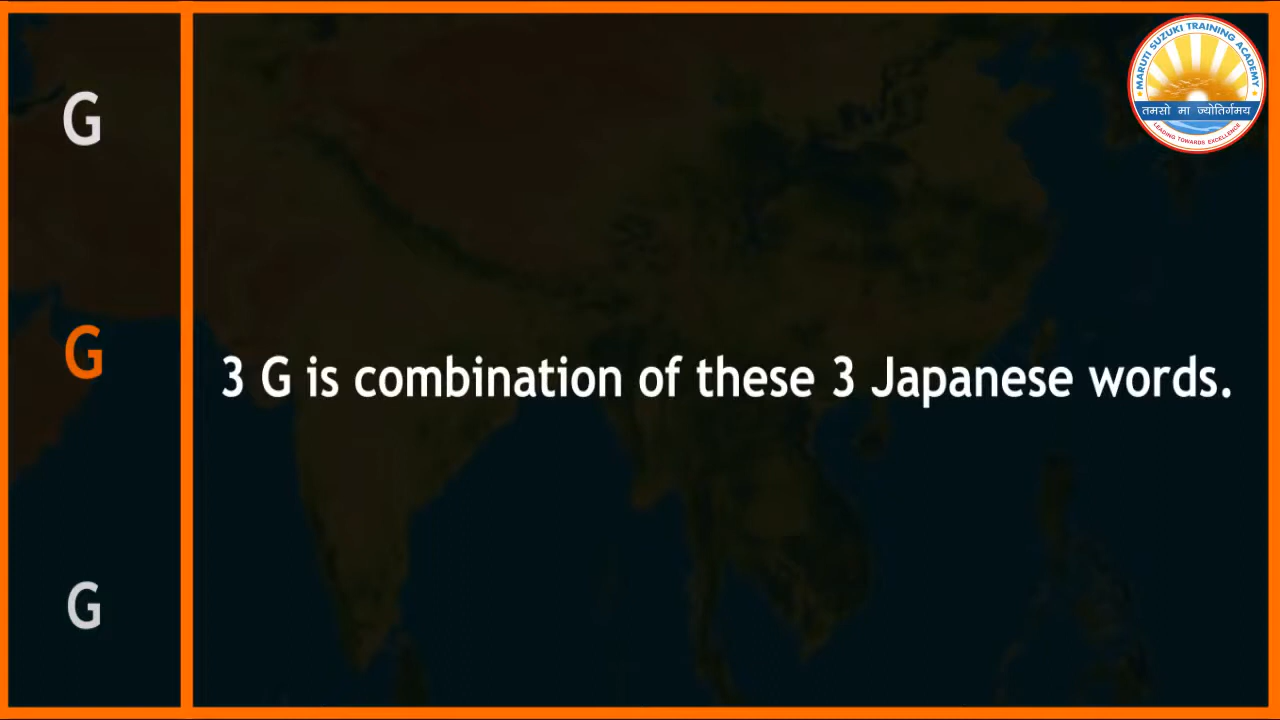 G
G
G
3 G is combination of these 3 Japanese words.
MARUTI SUZUKI TRAINING ACADEMY
तमसो मा ज्योतिर्गमय
LEADING TOWARDS EXCELLENCE